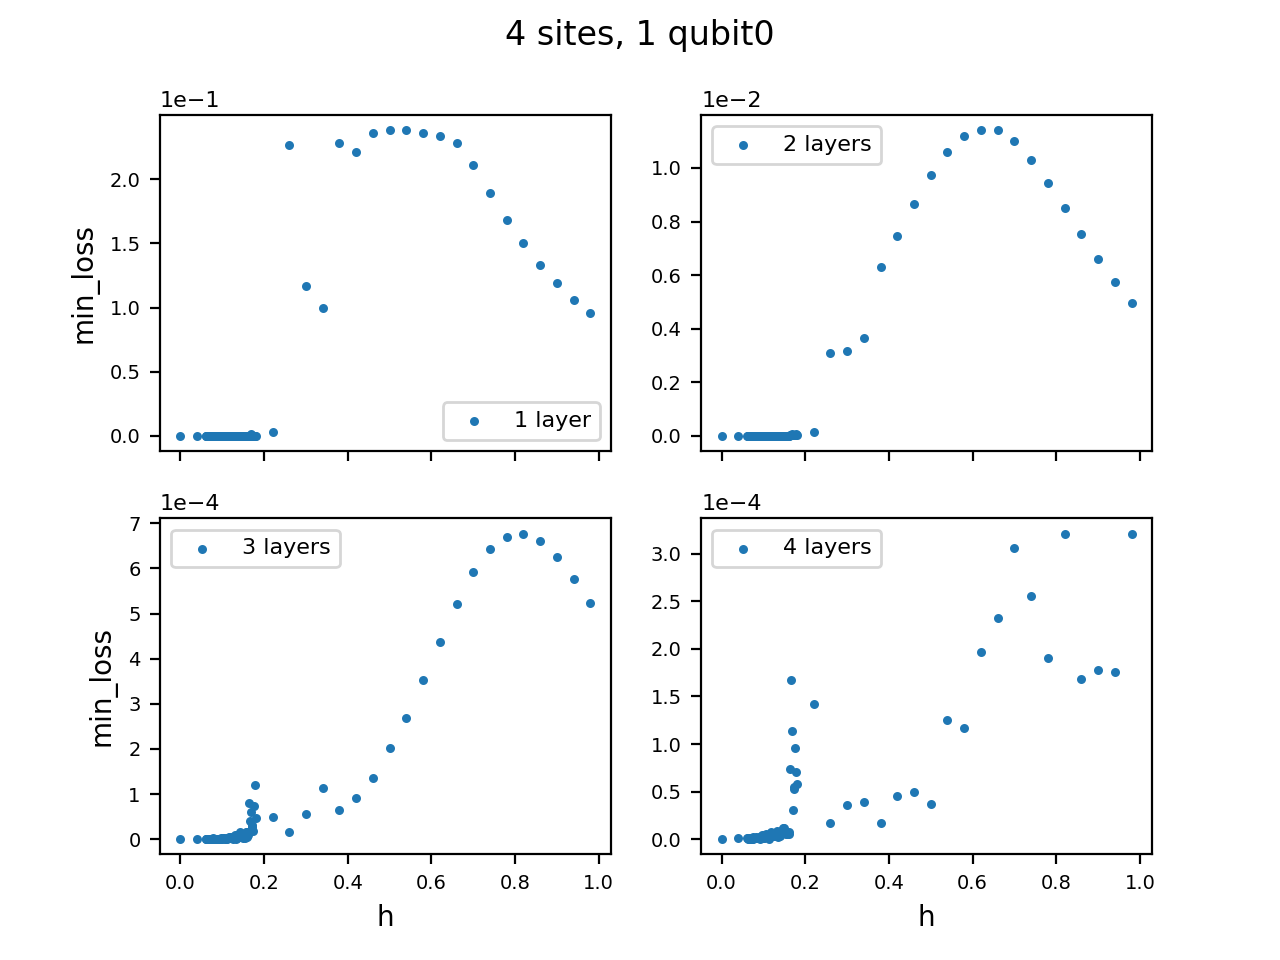 4 sites, 1 qubit0
1e−1
min_loss
2.0
1.5
1.0
0.5
0.0
1 layer
1e−2
2 layers
1.0
0.8
0.6
0.4
0.2
0.0
1e−4
3 layers
min_loss
7
6
5
4
3
2
1
0
0.0 0.2 0.4 0.6 0.8 1.0
h
1e−4
4 layers
3.0
2.5
2.0
1.5
1.0
0.5
0.0
0.0 0.2 0.4 0.6 0.8 1.0
h